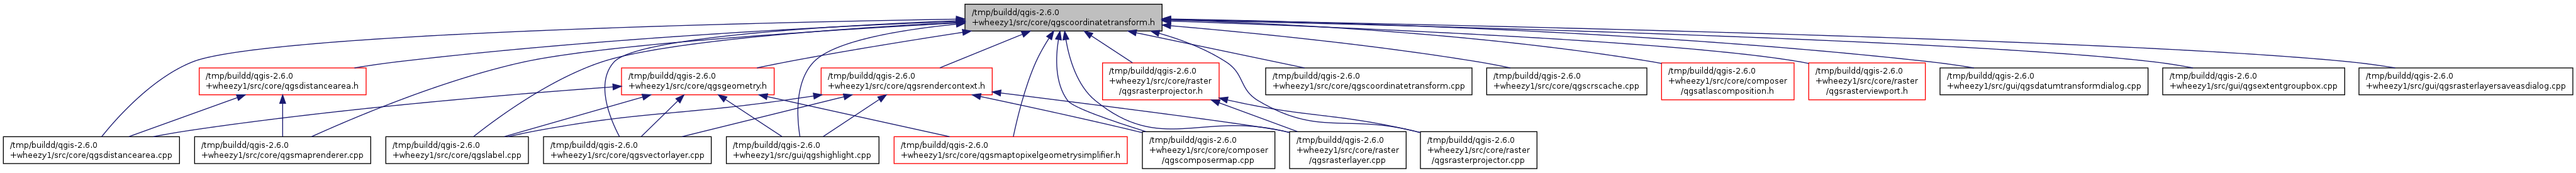 /tmp/buildd/qgis-2.6.0
+wheezy1/src/core/qgscoordinatetransform.h
/tmp/buildd/qgis-2.6.0
+wheezy1/src/core/qgsdistancearea.h
/tmp/buildd/qgis-2.6.0
+wheezy1/src/core/qgsgeometry.h
/tmp/buildd/qgis-2.6.0
+wheezy1/src/core/qgsrendercontext.h
/tmp/buildd/qgis-2.6.0
+wheezy1/src/core/raster
/qgsrasterprojector.h
/tmp/buildd/qgis-2.6.0
+wheezy1/src/core/qgscoordinatetransform.cpp
/tmp/buildd/qgis-2.6.0
+wheezy1/src/core/qgscrscache.cpp
/tmp/buildd/qgis-2.6.0
+wheezy1/src/core/composer
/qgsatlascomposition.h
/tmp/buildd/qgis-2.6.0
+wheezy1/src/core/raster
/qgsrasterviewport.h
/tmp/buildd/qgis-2.6.0
+wheezy1/src/gui/qgsdatumtransformdialog.cpp
/tmp/buildd/qgis-2.6.0
+wheezy1/src/gui/qgsextentgroupbox.cpp
/tmp/buildd/qgis-2.6.0
+wheezy1/src/gui/qgsrasterlayersaveasdialog.cpp
/tmp/buildd/qgis-2.6.0
+wheezy1/src/core/qgsdistancearea.cpp
/tmp/buildd/qgis-2.6.0
+wheezy1/src/core/qgsmaprenderer.cpp
/tmp/buildd/qgis-2.6.0
+wheezy1/src/core/qgslabel.cpp
/tmp/buildd/qgis-2.6.0
+wheezy1/src/core/qgsvectorlayer.cpp
/tmp/buildd/qgis-2.6.0
+wheezy1/src/gui/qgshighlight.cpp
/tmp/buildd/qgis-2.6.0
+wheezy1/src/core/qgsmaptopixelgeometrysimplifier.h
/tmp/buildd/qgis-2.6.0
+wheezy1/src/core/composer
/qgscomposermap.cpp
/tmp/buildd/qgis-2.6.0
+wheezy1/src/core/raster
/qgsrasterlayer.cpp
/tmp/buildd/qgis-2.6.0
+wheezy1/src/core/raster
/qgsrasterprojector.cpp